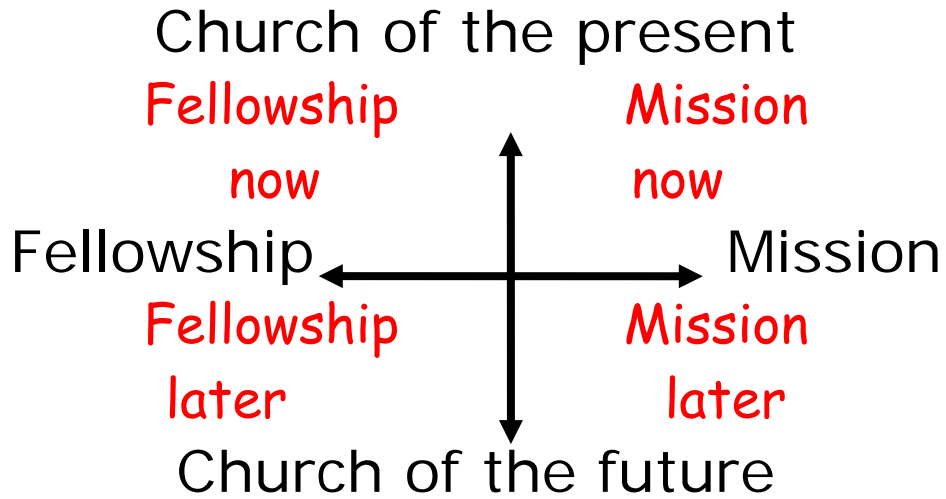 Church of the present
Fellowship Mission
now now
Fellowship Mission
Fellowship Mission
later later
Church of the future